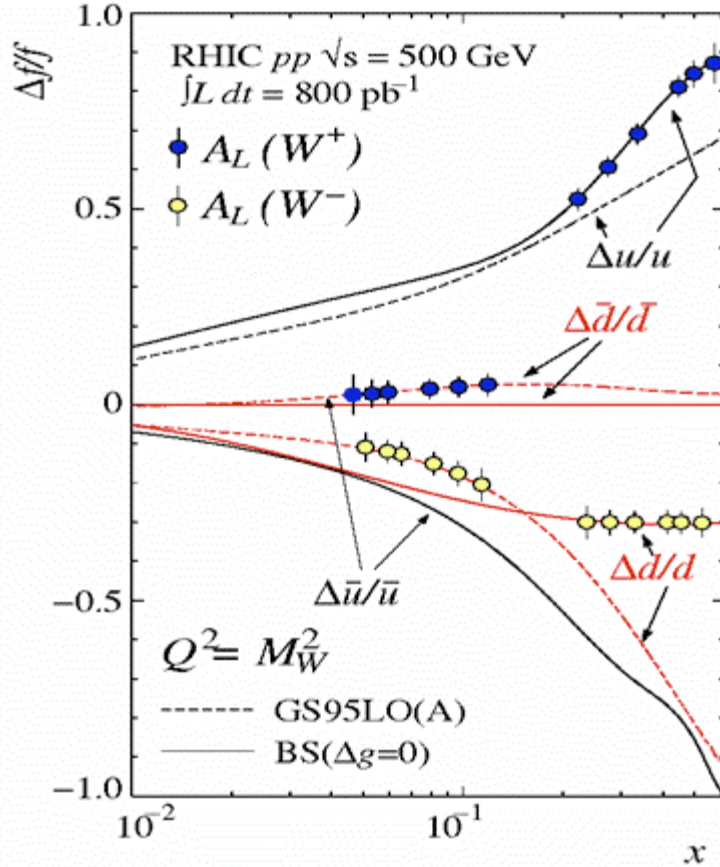 1.0
Δf/f
RHIC pp √s = 500 GeV
∫L dt = 800 pb⁻¹
A_L (W⁺)
A_L (W⁻)
0.5
Δu/u
Δd̄/d̄
0
Δd/d
Δū/ū
−0.5
Q² = M²_W
GS95LO(A)
BS(Δg=0)
−1.0
10⁻²
10⁻¹
x